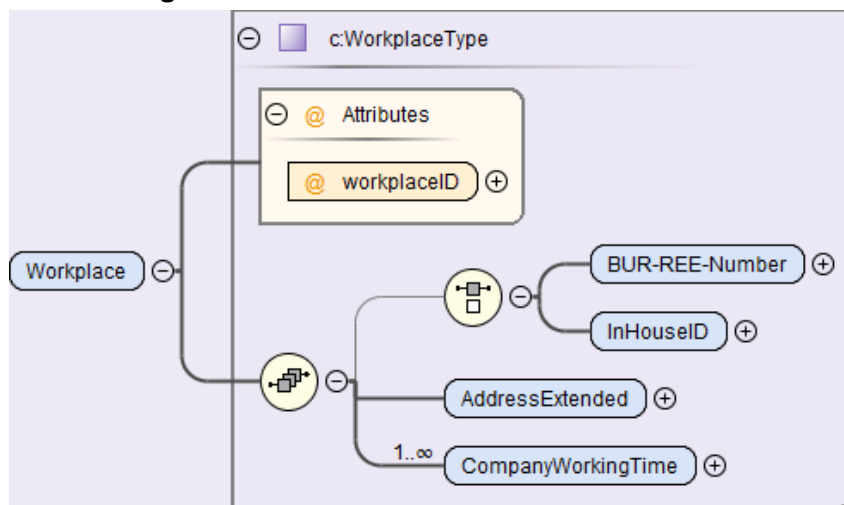 c:WorkplaceType
@ Attributes
@ workplaceID
Workplace
BUR-REE-Number
InHouseID
AddressExtended
1..∞
CompanyWorkingTime